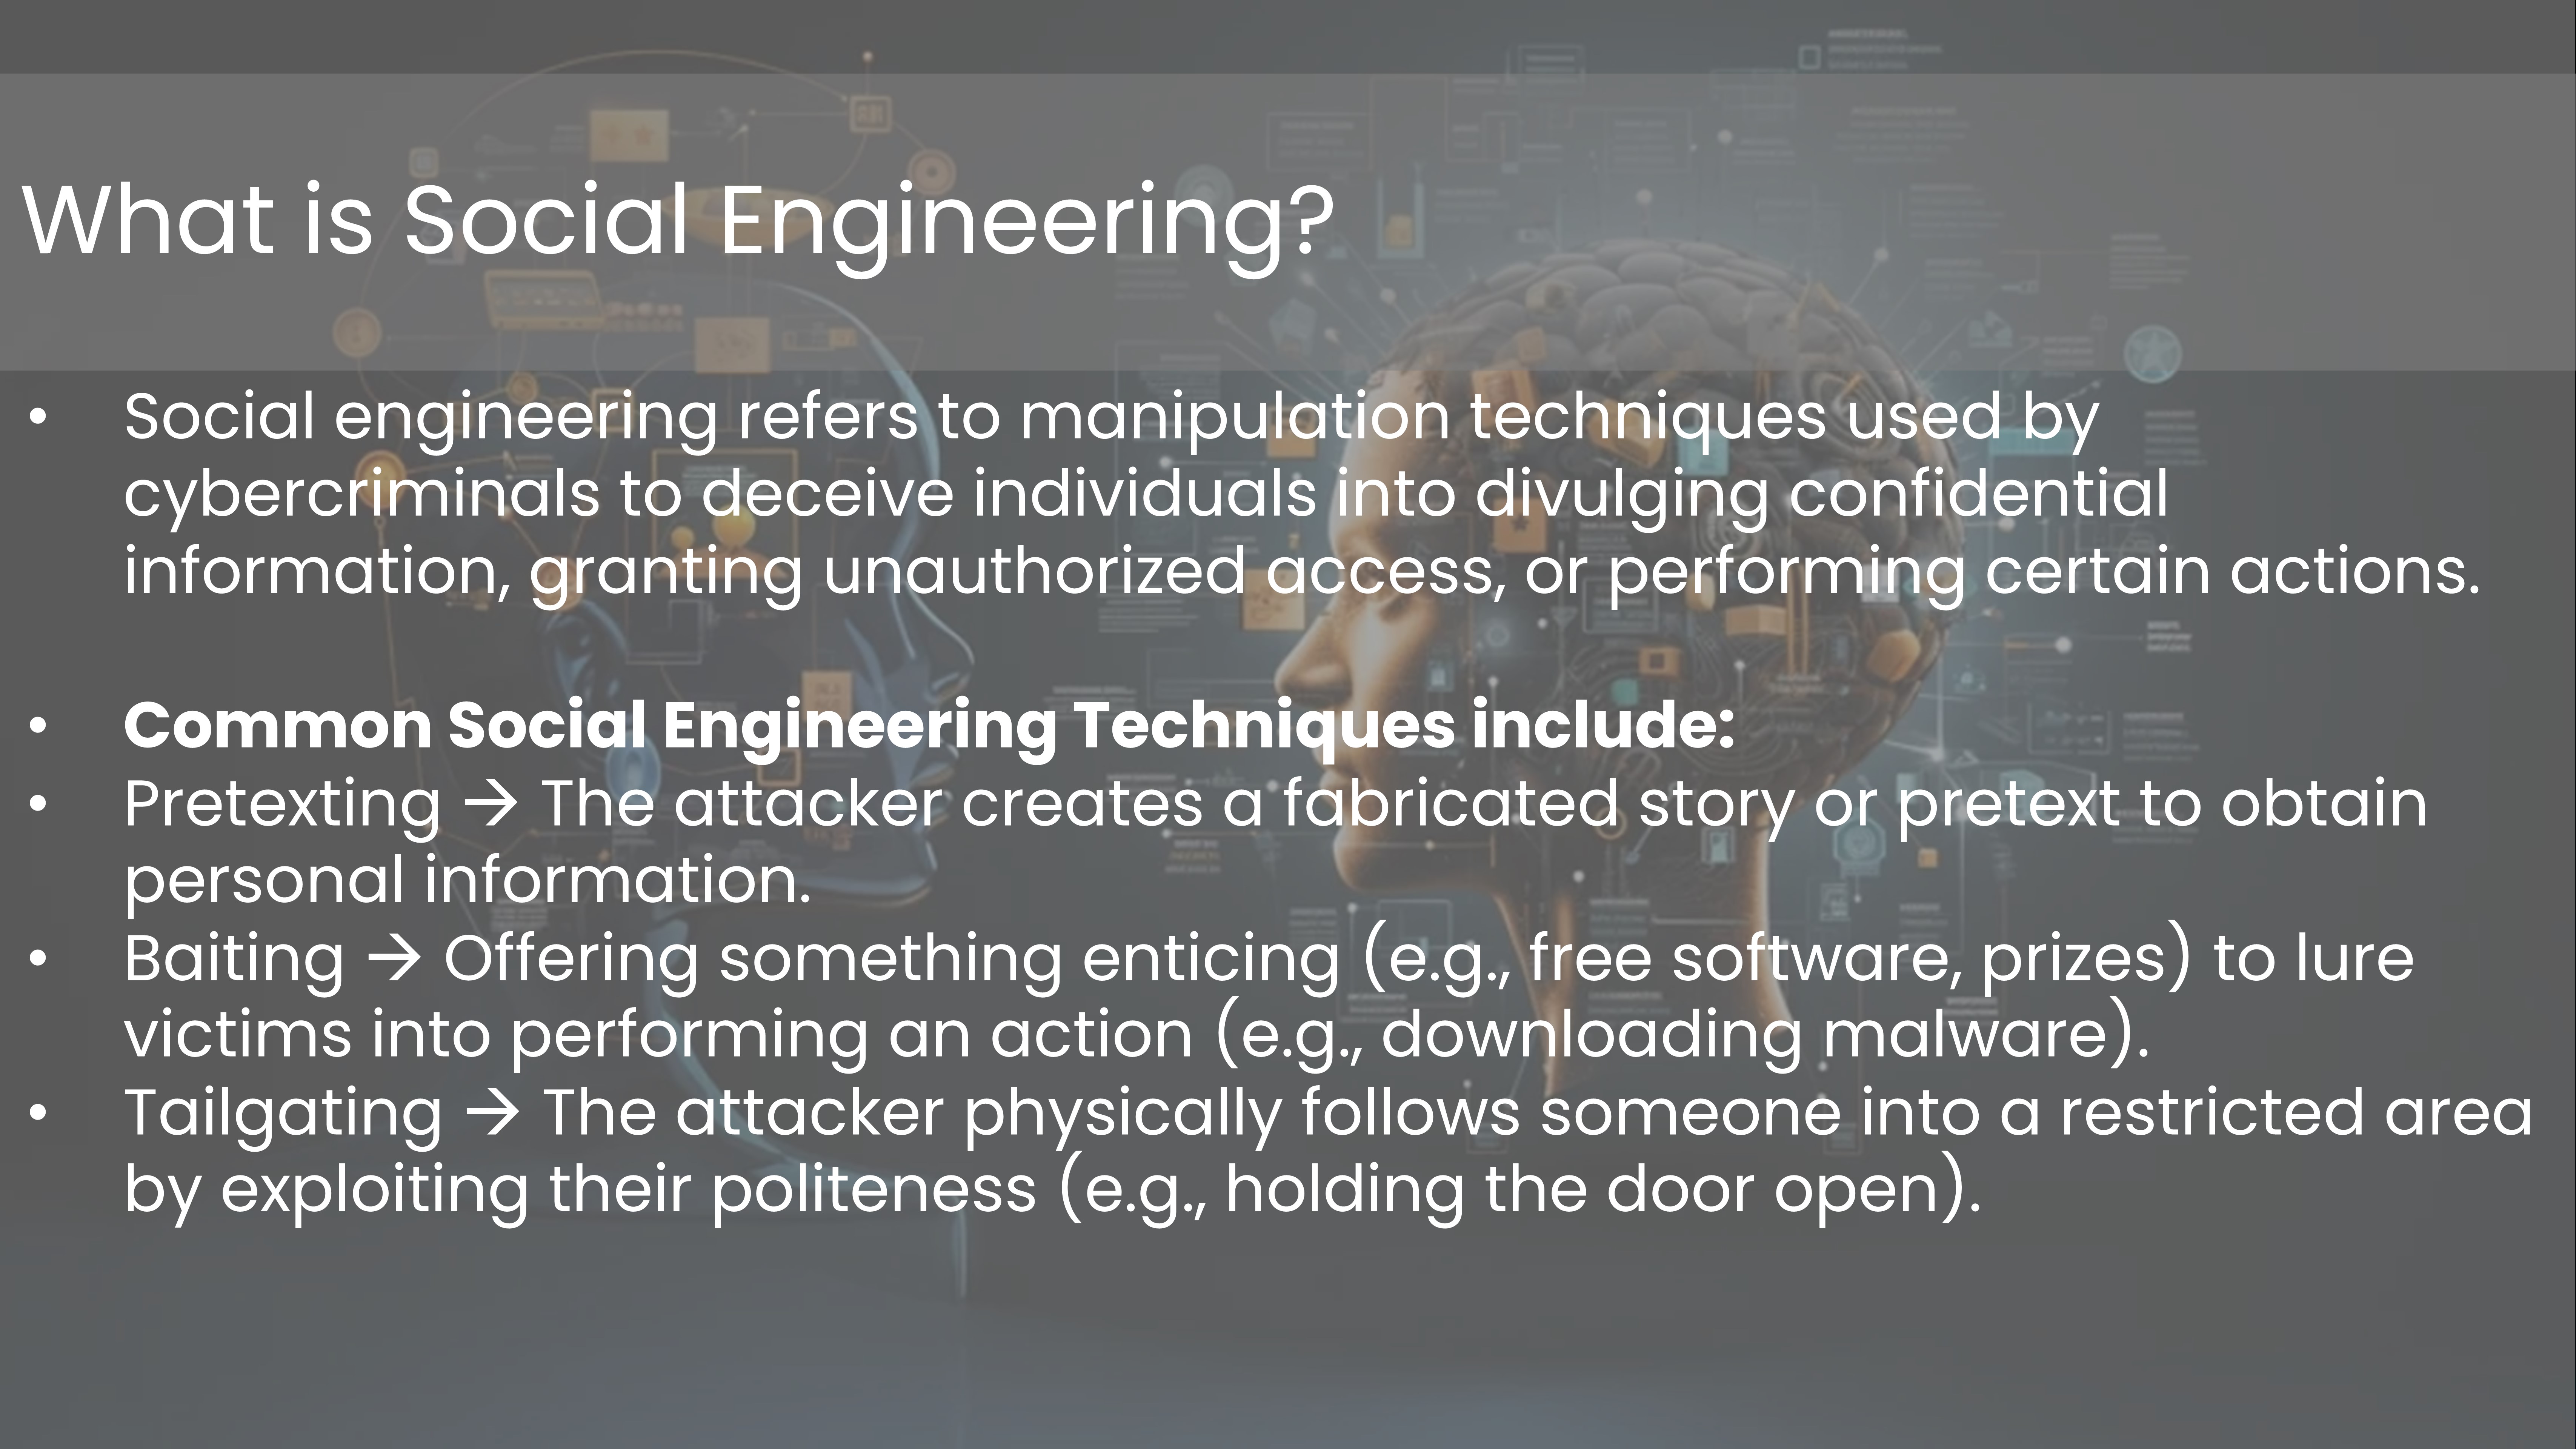 What is Social Engineering?
• Social engineering refers to manipulation techniques used by
cybercriminals to deceive individuals into divulging confidential
information, granting unauthorized access, or performing certain actions.
• Common Social Engineering Techniques include:
• Pretexting → The attacker creates a fabricated story or pretext to obtain
personal information.
• Baiting → Offering something enticing (e.g., free software, prizes) to lure
victims into performing an action (e.g., downloading malware).
• Tailgating → The attacker physically follows someone into a restricted area
by exploiting their politeness (e.g., holding the door open).